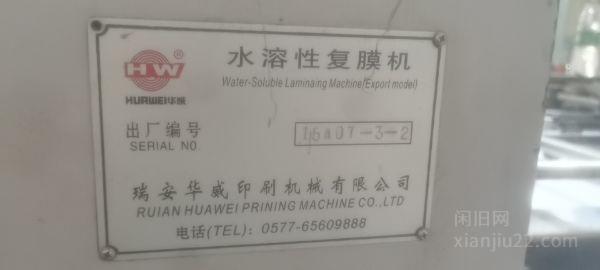 水溶性复膜机
HW®
Water-Soluble Laminaing Machine(Export model)
HUAWEI华威
出厂编号
SERIAL NO.
16A07-3-2
瑞安华威印刷机械有限公司
RUIAN HUAWEI PRINING MACHINE CO.,LTD
电话(TEL): 0577-65609888
闲旧网
xianjiu22.com